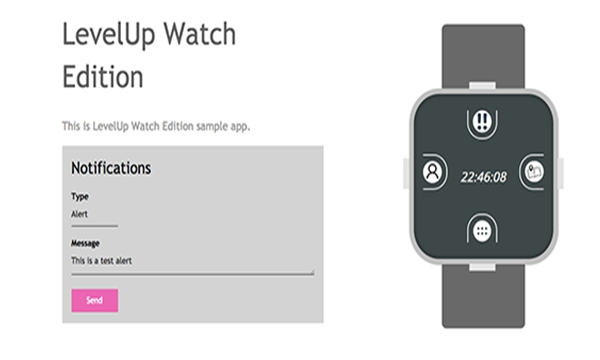 LevelUp Watch
Edition
This is LevelUp Watch Edition sample app.
Notifications
Type
Alert
Message
This is a test alert
Send
22:46:08